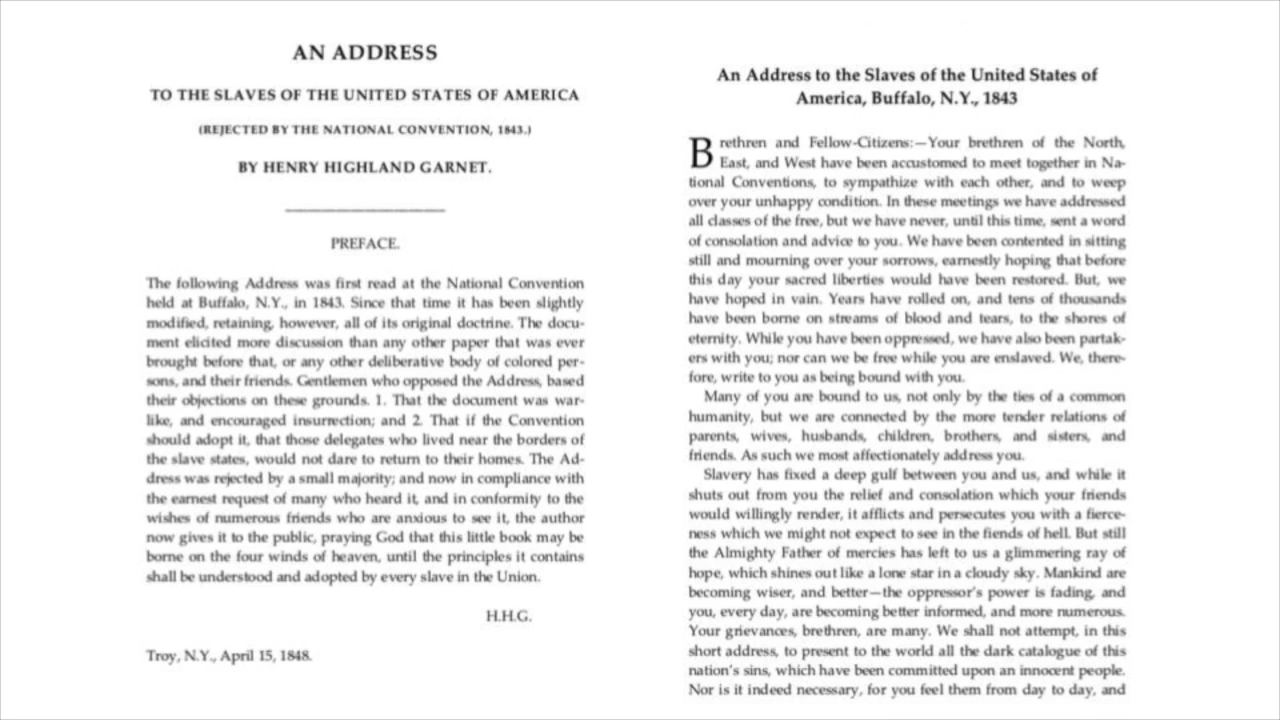 AN ADDRESS
TO THE SLAVES OF THE UNITED STATES OF AMERICA
(REJECTED BY THE NATIONAL CONVENTION, 1843.)
BY HENRY HIGHLAND GARNET.
PREFACE.
The following Address was first read at the National Convention
held at Buffalo, N.Y., in 1843. Since that time it has been slightly
modified, retaining, however, all of its original doctrine. The docu-
ment elicited more discussion than any other paper that was ever
brought before that, or any other deliberative body of colored per-
sons, and their friends. Gentlemen who opposed the Address, based
their objections on these grounds. 1. That the document was war-
like, and encouraged insurrection; and 2. That if the Convention
should adopt it, that those delegates who lived near the borders of
the slave states, would not dare to return to their homes. The Ad-
dress was rejected by a small majority; and now in compliance with
the earnest request of many who heard it, and in conformity to the
wishes of numerous friends who are anxious to see it, the author
now gives it to the public, praying God that this little book may be
borne on the four winds of heaven, until the principles it contains
shall be understood and adopted by every slave in the Union.
H.H.G.
Troy, N.Y., April 15, 1848.
An Address to the Slaves of the United States of
America, Buffalo, N.Y., 1843
Brethren and Fellow-Citizens:—Your brethren of the North,
East, and West have been accustomed to meet together in Na-
tional Conventions, to sympathize with each other, and to weep
over your unhappy condition. In these meetings we have addressed
all classes of the free, but we have never, until this time, sent a word
of consolation and advice to you. We have been contented in sitting
still and mourning over your sorrows, earnestly hoping that before
this day your sacred liberties would have been restored. But, we
have hoped in vain. Years have rolled on, and tens of thousands
have been borne on streams of blood and tears, to the shores of
eternity. While you have been oppressed, we have also been partak-
ers with you; nor can we be free while you are enslaved. We, there-
fore, write to you as being bound with you.
Many of you are bound to us, not only by the ties of a common
humanity, but we are connected by the more tender relations of
parents, wives, husbands, children, brothers, and sisters, and
friends. As such we most affectionately address you.
Slavery has fixed a deep gulf between you and us, and while it
shuts out from you the relief and consolation which your friends
would willingly render, it afflicts and persecutes you with a fierce-
ness which we might not expect to see in the fiends of hell. But still
the Almighty Father of mercies has left to us a glimmering ray of
hope, which shines out like a lone star in a cloudy sky. Mankind are
becoming wiser, and better—the oppressor's power is fading, and
you, every day, are becoming better informed, and more numerous.
Your grievances, brethren, are many. We shall not attempt, in this
short address, to present to the world all the dark catalogue of this
nation's sins, which have been committed upon an innocent people.
Nor is it indeed necessary, for you feel them from day to day, and